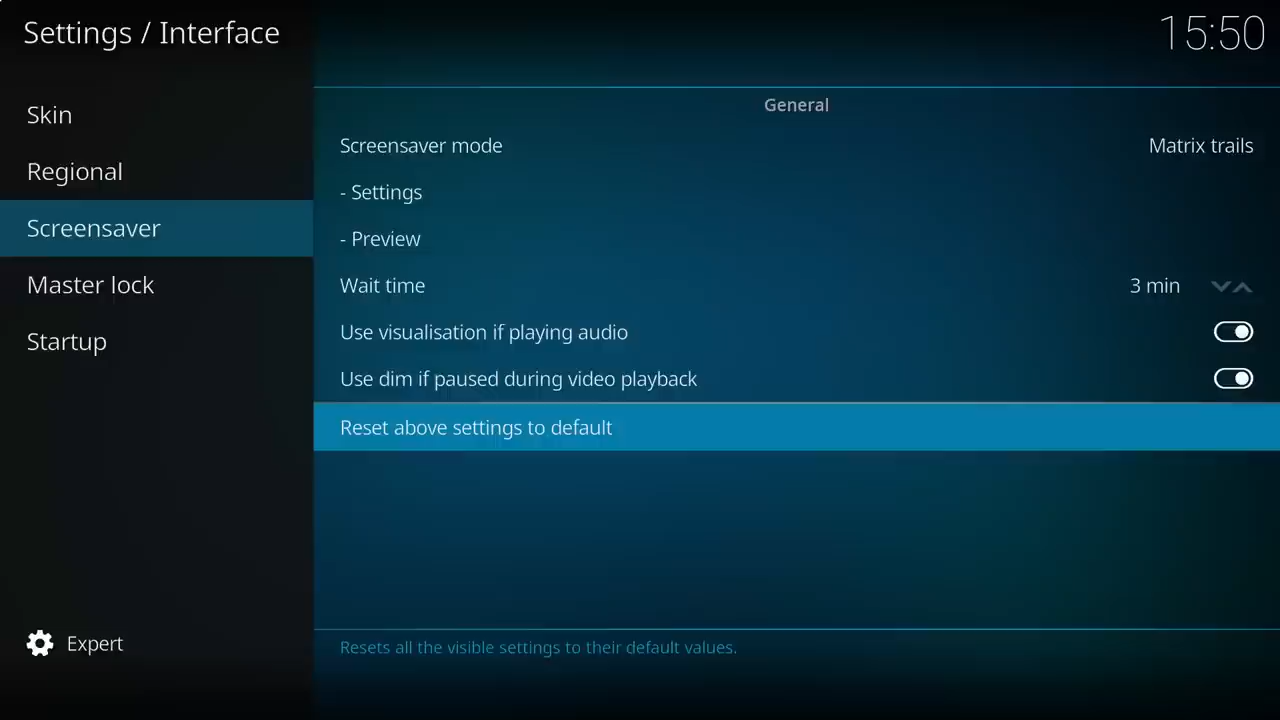 Settings / Interface
15:50
Skin
Regional
Screensaver
Master lock
Startup
Expert
General
Screensaver mode Matrix trails
- Settings
- Preview
Wait time 3 min
Use visualisation if playing audio
Use dim if paused during video playback
Reset above settings to default
Resets all the visible settings to their default values.